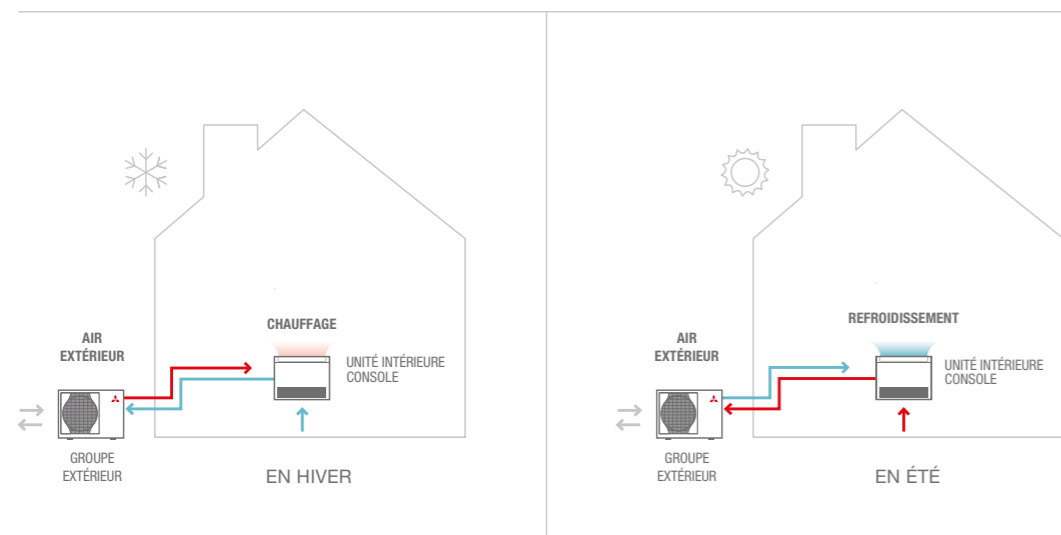 CHAUFFAGE
AIR
EXTÉRIEUR
UNITÉ INTÉRIEURE
CONSOLE
GROUPE
EXTÉRIEUR
EN HIVER
REFROIDISSEMENT
AIR
EXTÉRIEUR
UNITÉ INTÉRIEURE
CONSOLE
GROUPE
EXTÉRIEUR
EN ÉTÉ